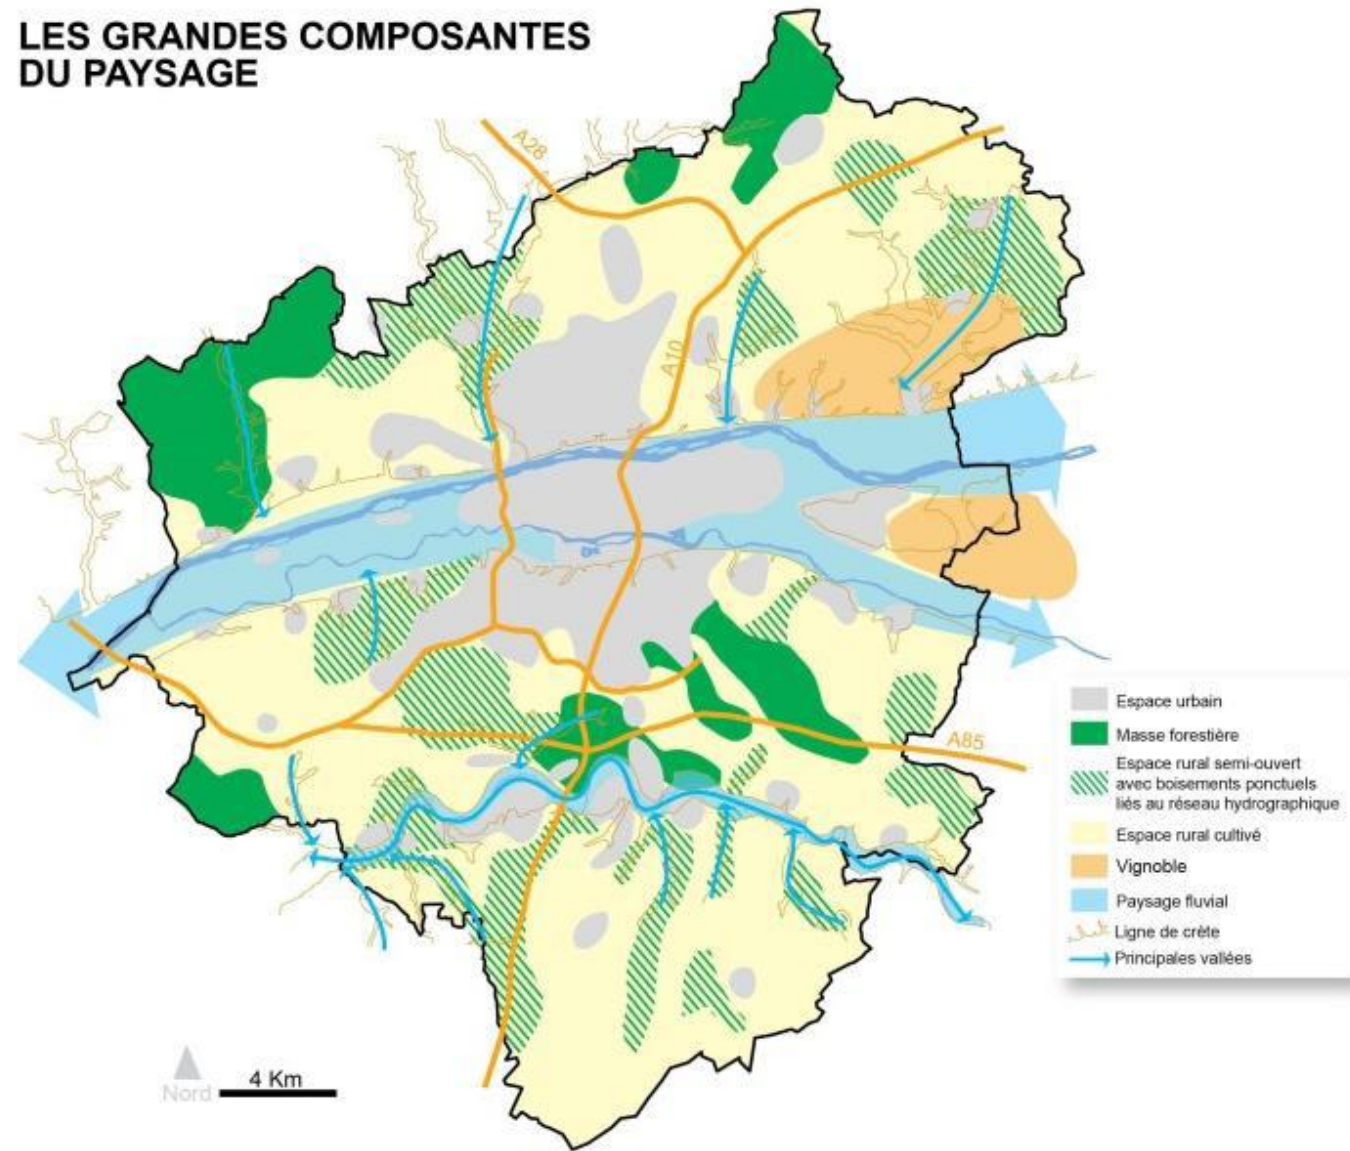 LES GRANDES COMPOSANTES
DU PAYSAGE
A28
A10
A85
Espace urbain
Masse forestière
Espace rural semi-ouvert
avec boisements ponctuels
liés au réseau hydrographique
Espace rural cultivé
Vignoble
Paysage fluvial
Ligne de crète
Principales vallées
Nord
4 Km